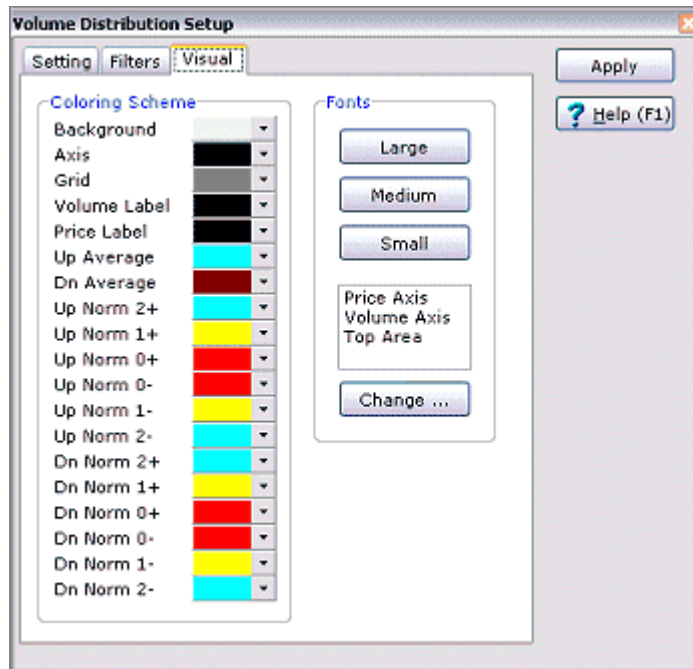 Volume Distribution Setup
Setting Filters Visual
Apply
? Help (F1)
Coloring Scheme
Background
Axis
Grid
Volume Label
Price Label
Up Average
Dn Average
Up Norm 2+
Up Norm 1+
Up Norm 0+
Up Norm 0-
Up Norm 1-
Up Norm 2-
Dn Norm 2+
Dn Norm 1+
Dn Norm 0+
Dn Norm 0-
Dn Norm 1-
Dn Norm 2-
Fonts
Large
Medium
Small
Price Axis
Volume Axis
Top Area
Change ...